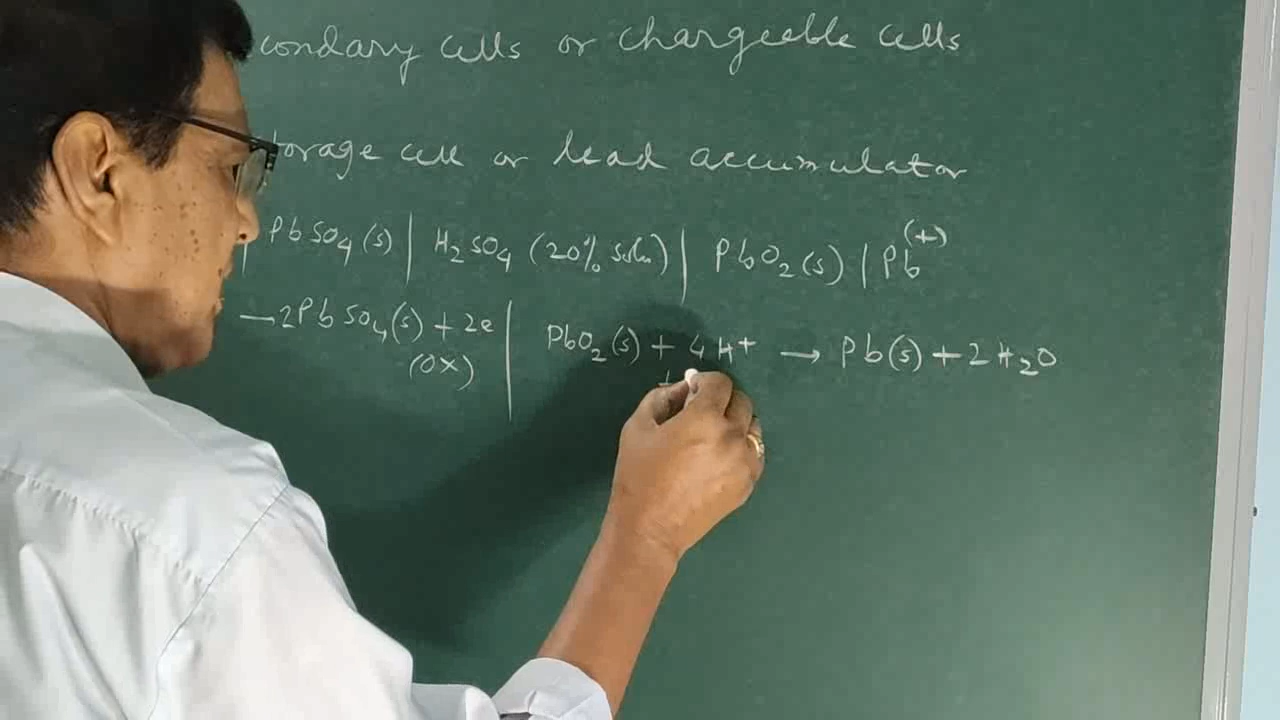 condary cells or chargeable cells
torage cell or lead accumulator
| PbSO4(s) | H2SO4 (20% soln) | PbO2(s) | Pb(+)
→ 2PbSO4(s) + 2e | PbO2(s) + 4H+ → Pb(s) + 2H2O
(OX) +